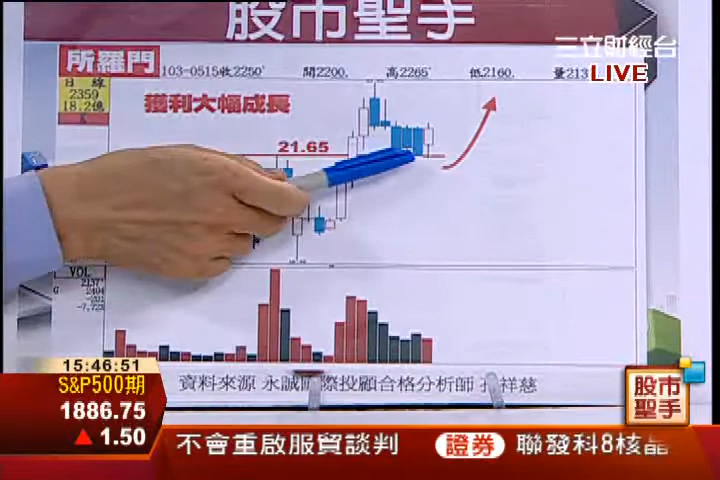 股市聖手
三立財經台
LIVE
所羅門 103-0515收2250 開2200. 高2265 低2160. 量213
日線
2359
18.2億
獲利大幅成長
21.65
VOL
15:46:51
S&P500期
1886.75
▲1.50
資料來源 永誠 際投顧合格分析師 祥慈
股市
聖手
不會重啟服貿談判 證券 聯發科8核晶